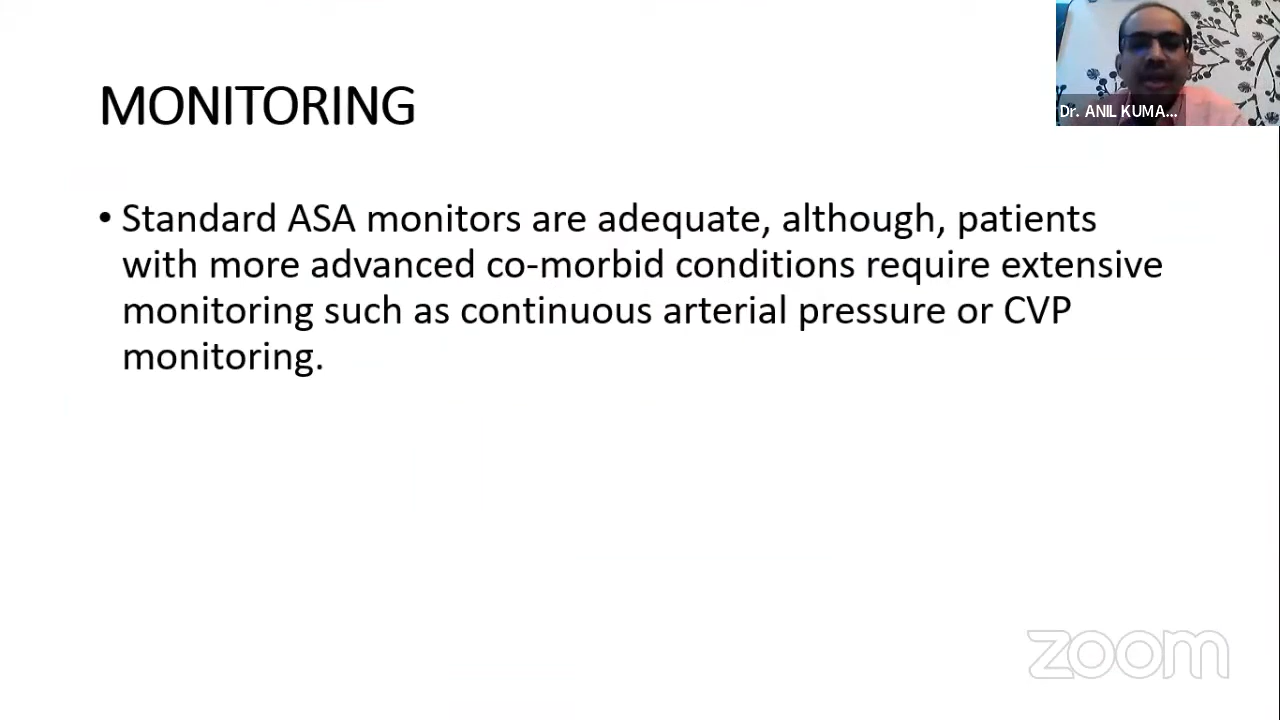 MONITORING
Dr. ANIL KUMA...
• Standard ASA monitors are adequate, although, patients
with more advanced co-morbid conditions require extensive
monitoring such as continuous arterial pressure or CVP
monitoring.
zoom